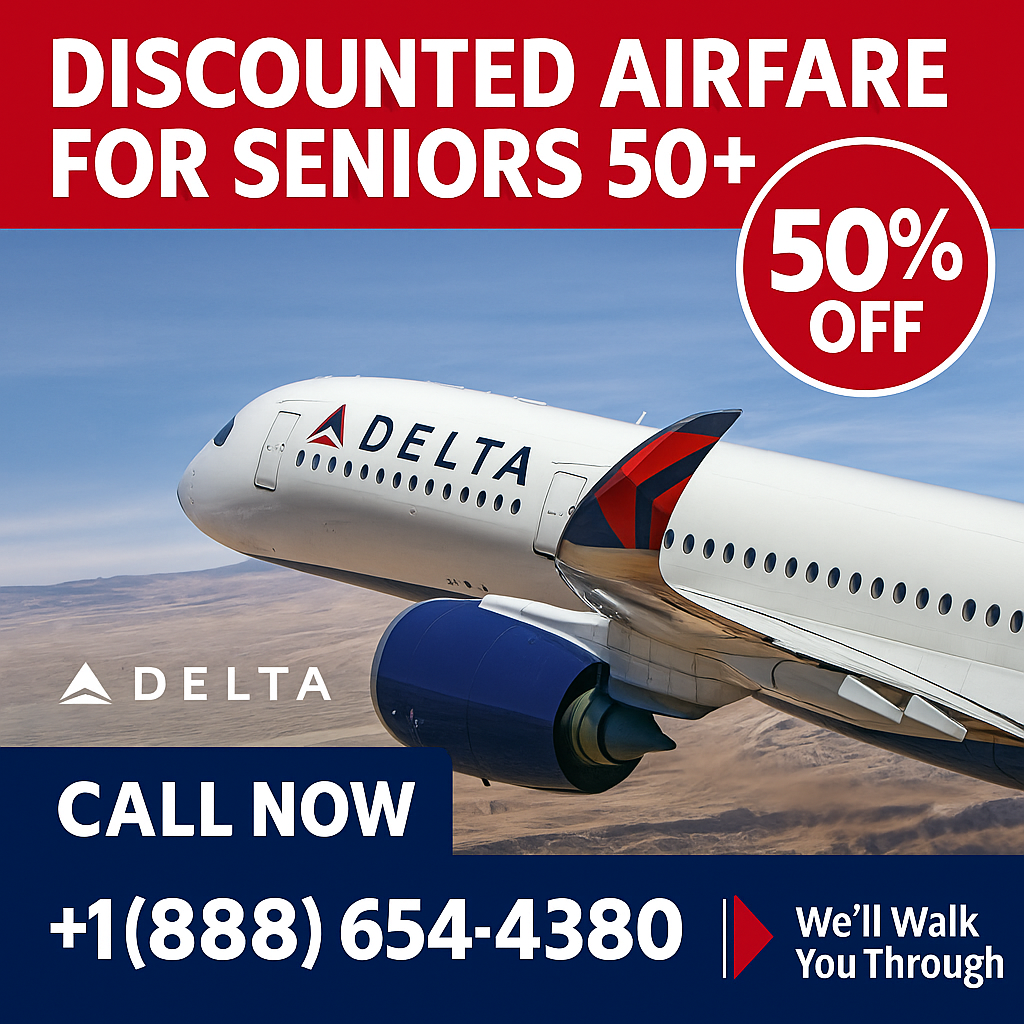 DISCOUNTED AIRFARE
FOR SENIORS 50+
50%
OFF
DELTA
DELTA
CALL NOW
+1(888) 654-4380
We'll Walk
You Through